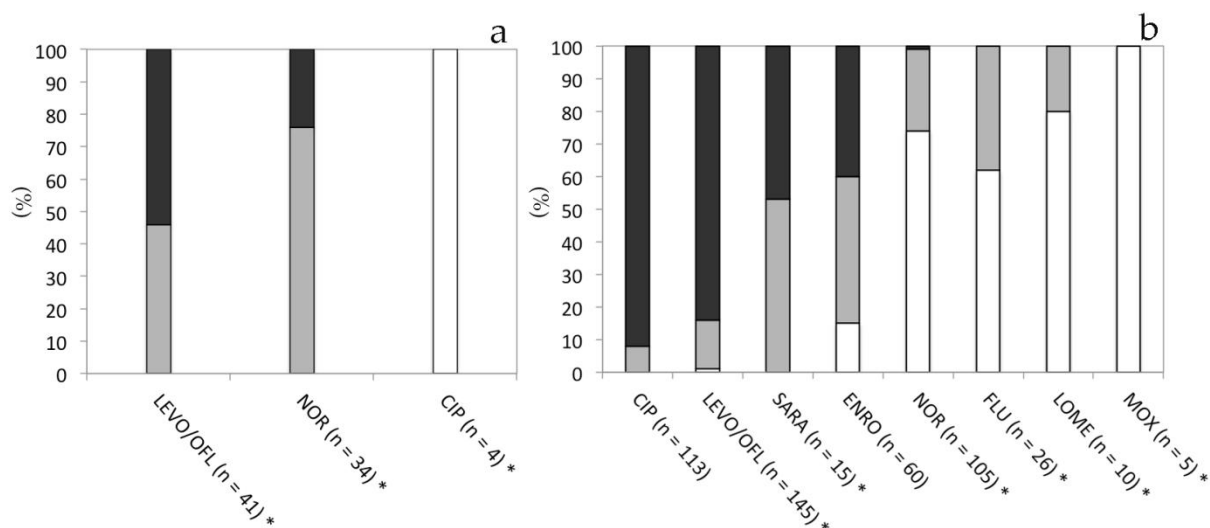 a
100
90
80
70
60
50
40
30
20
10
0
(%)
LEVO/OFL (n = 41) *
NOR (n = 34) *
CIP (n = 4) *
b
100
90
80
70
60
50
40
30
20
10
0
(%)
CIP (n = 113)
LEVO/OFL (n = 145) *
SARA (n = 15) *
ENRO (n = 60)
NOR (n = 105) *
FLU (n = 26) *
LOME (n = 10) *
MOX (n = 5) *